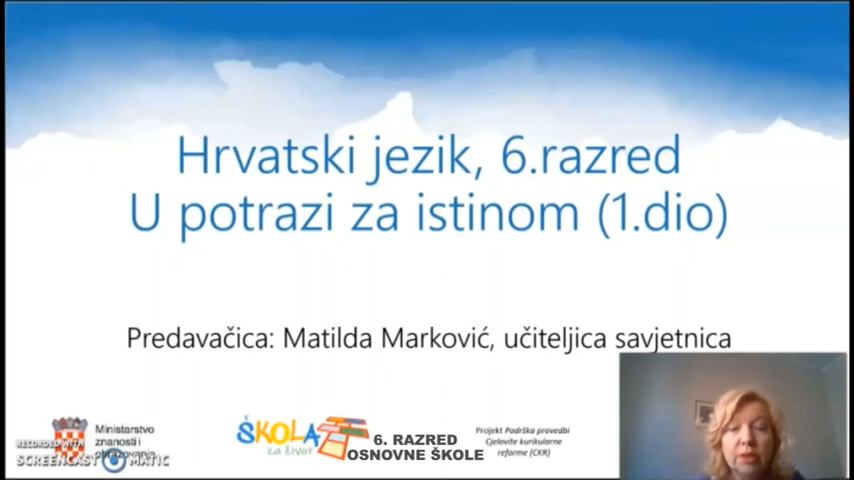 Hrvatski jezik, 6.razred
U potrazi za istinom (1.dio)
Predavačica: Matilda Marković, učiteljica savjetnica
Ministarstvo
znanosti i
obrazovanja
RECORDED WITH
SCREENCAST MATIC
ŠKOLA
za život
6. RAZRED
OSNOVNE ŠKOLE
Projekt Podrška provedbi
Cjelovite kurikularne
reforme (CKR)